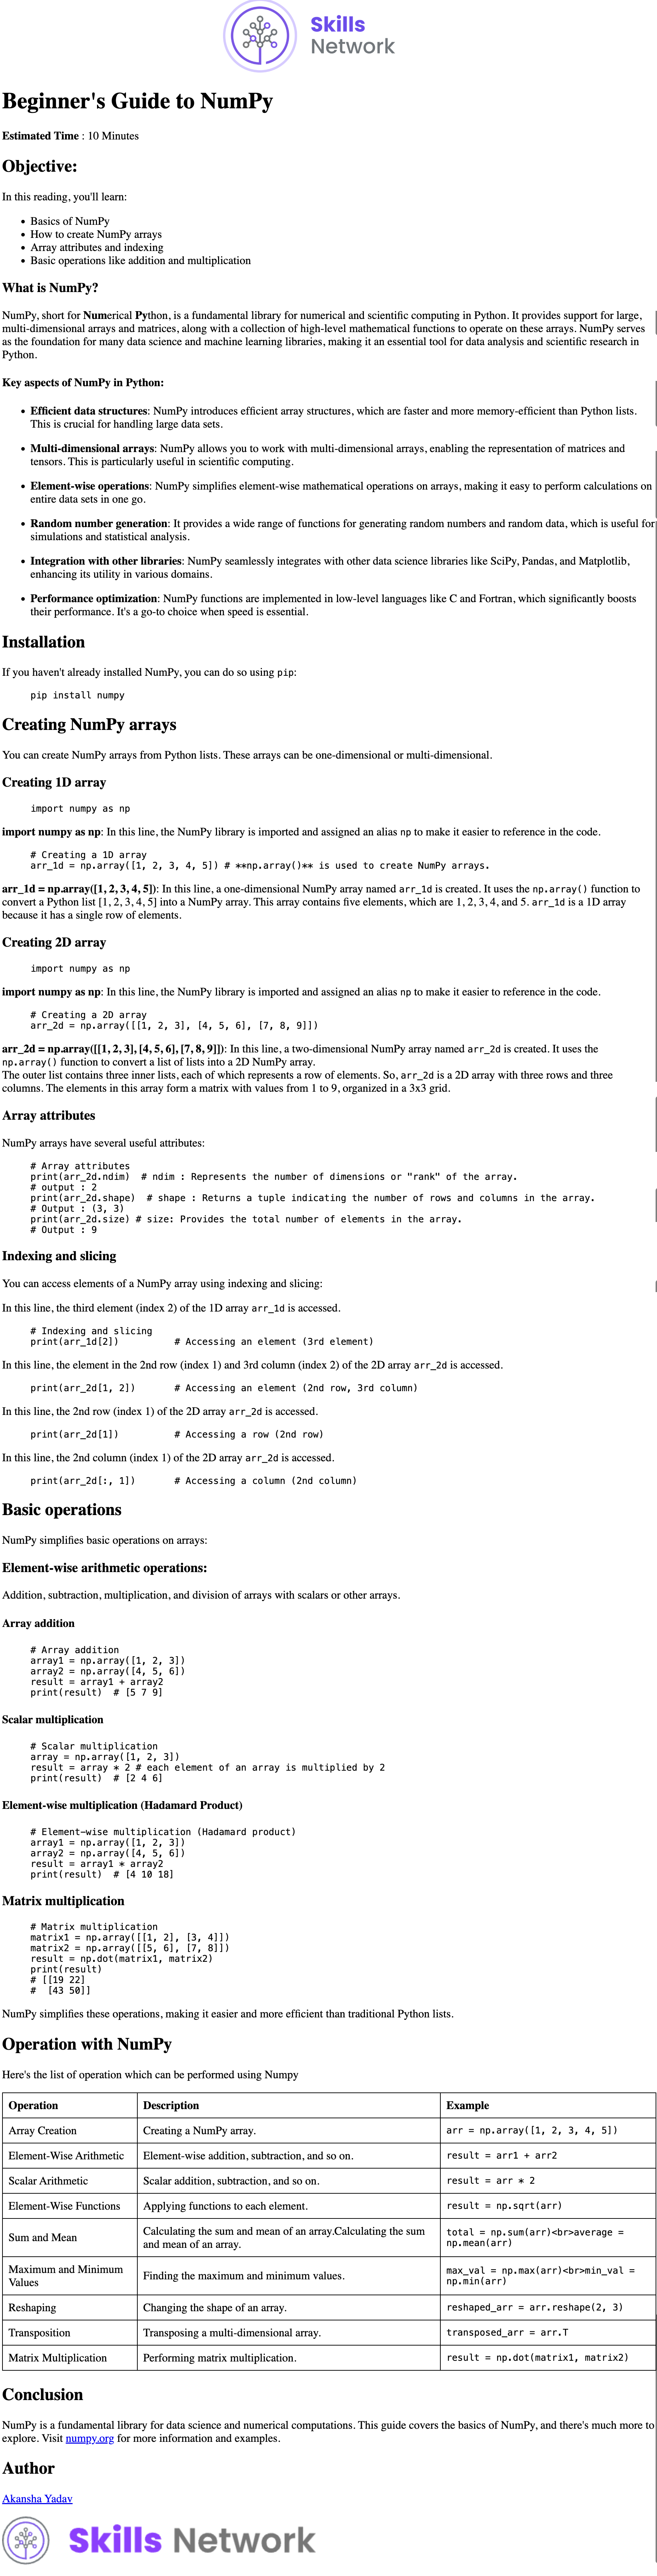 Skills
Network
Beginner's Guide to NumPy
Estimated Time : 10 Minutes
Objective:
In this reading, you'll learn:
Basics of NumPy
How to create NumPy arrays
Array attributes and indexing
Basic operations like addition and multiplication
What is NumPy?
NumPy, short for Numerical Python, is a fundamental library for numerical and scientific computing in Python. It provides support for large,
multi-dimensional arrays and matrices, along with a collection of high-level mathematical functions to operate on these arrays. NumPy serves
as the foundation for many data science and machine learning libraries, making it an essential tool for data analysis and scientific research in
Python.
Key aspects of NumPy in Python:
Efficient data structures: NumPy introduces efficient array structures, which are faster and more memory-efficient than Python lists.
This is crucial for handling large data sets.
Multi-dimensional arrays: NumPy allows you to work with multi-dimensional arrays, enabling the representation of matrices and
tensors. This is particularly useful in scientific computing.
Element-wise operations: NumPy simplifies element-wise mathematical operations on arrays, making it easy to perform calculations on
entire data sets in one go.
Random number generation: It provides a wide range of functions for generating random numbers and random data, which is useful for
simulations and statistical analysis.
Integration with other libraries: NumPy seamlessly integrates with other data science libraries like SciPy, Pandas, and Matplotlib,
enhancing its utility in various domains.
Performance optimization: NumPy functions are implemented in low-level languages like C and Fortran, which significantly boosts
their performance. It's a go-to choice when speed is essential.
Installation
If you haven't already installed NumPy, you can do so using pip:
pip install numpy
Creating NumPy arrays
You can create NumPy arrays from Python lists. These arrays can be one-dimensional or multi-dimensional.
Creating 1D array
import numpy as np
import numpy as np: In this line, the NumPy library is imported and assigned an alias np to make it easier to reference in the code.
# Creating a 1D array
arr_1d = np.array([1, 2, 3, 4, 5]) # **np.array()** is used to create NumPy arrays.
arr_1d = np.array([1, 2, 3, 4, 5]): In this line, a one-dimensional NumPy array named arr_1d is created. It uses the np.array() function to
convert a Python list [1, 2, 3, 4, 5] into a NumPy array. This array contains five elements, which are 1, 2, 3, 4, and 5. arr_1d is a 1D array
because it has a single row of elements.
Creating 2D array
import numpy as np
import numpy as np: In this line, the NumPy library is imported and assigned an alias np to make it easier to reference in the code.
# Creating a 2D array
arr_2d = np.array([[1, 2, 3], [4, 5, 6], [7, 8, 9]])
arr_2d = np.array([[1, 2, 3], [4, 5, 6], [7, 8, 9]]): In this line, a two-dimensional NumPy array named arr_2d is created. It uses the
np.array() function to convert a list of lists into a 2D NumPy array.
The outer list contains three inner lists, each of which represents a row of elements. So, arr_2d is a 2D array with three rows and three
columns. The elements in this array form a matrix with values from 1 to 9, organized in a 3x3 grid.
Array attributes
NumPy arrays have several useful attributes:
# Array attributes
print(arr_2d.ndim)  # ndim : Represents the number of dimensions or "rank" of the array.
# output : 2
print(arr_2d.shape)  # shape : Returns a tuple indicating the number of rows and columns in the array.
# Output : (3, 3)
print(arr_2d.size) # size: Provides the total number of elements in the array.
# Output : 9
Indexing and slicing
You can access elements of a NumPy array using indexing and slicing:
In this line, the third element (index 2) of the 1D array arr_1d is accessed.
# Indexing and slicing
print(arr_1d[2])          # Accessing an element (3rd element)
In this line, the element in the 2nd row (index 1) and 3rd column (index 2) of the 2D array arr_2d is accessed.
print(arr_2d[1, 2])       # Accessing an element (2nd row, 3rd column)
In this line, the 2nd row (index 1) of the 2D array arr_2d is accessed.
print(arr_2d[1])          # Accessing a row (2nd row)
In this line, the 2nd column (index 1) of the 2D array arr_2d is accessed.
print(arr_2d[:, 1])       # Accessing a column (2nd column)
Basic operations
NumPy simplifies basic operations on arrays:
Element-wise arithmetic operations:
Addition, subtraction, multiplication, and division of arrays with scalars or other arrays.
Array addition
# Array addition
array1 = np.array([1, 2, 3])
array2 = np.array([4, 5, 6])
result = array1 + array2
print(result)  # [5 7 9]
Scalar multiplication
# Scalar multiplication
array = np.array([1, 2, 3])
result = array * 2 # each element of an array is multiplied by 2
print(result)  # [2 4 6]
Element-wise multiplication (Hadamard Product)
# Element-wise multiplication (Hadamard product)
array1 = np.array([1, 2, 3])
array2 = np.array([4, 5, 6])
result = array1 * array2
print(result)  # [4 10 18]
Matrix multiplication
# Matrix multiplication
matrix1 = np.array([[1, 2], [3, 4]])
matrix2 = np.array([[5, 6], [7, 8]])
result = np.dot(matrix1, matrix2)
print(result)
# [[19 22]
#  [43 50]]
NumPy simplifies these operations, making it easier and more efficient than traditional Python lists.
Operation with NumPy
Here's the list of operation which can be performed using Numpy
Operation Description Example
Array Creation Creating a NumPy array. arr = np.array([1, 2, 3, 4, 5])
Element-Wise Arithmetic Element-wise addition, subtraction, and so on. result = arr1 + arr2
Scalar Arithmetic Scalar addition, subtraction, and so on. result = arr * 2
Element-Wise Functions Applying functions to each element. result = np.sqrt(arr)
Sum and Mean
Calculating the sum and mean of an array.Calculating the sum
and mean of an array.
total = np.sum(arr)<br>average =
np.mean(arr)
Maximum and Minimum
Values
Finding the maximum and minimum values.
max_val = np.max(arr)<br>min_val =
np.min(arr)
Reshaping Changing the shape of an array. reshaped_arr = arr.reshape(2, 3)
Transposition Transposing a multi-dimensional array. transposed_arr = arr.T
Matrix Multiplication Performing matrix multiplication. result = np.dot(matrix1, matrix2)
Conclusion
NumPy is a fundamental library for data science and numerical computations. This guide covers the basics of NumPy, and there's much more to
explore. Visit numpy.org for more information and examples.
Author
Akansha Yadav
Skills Network